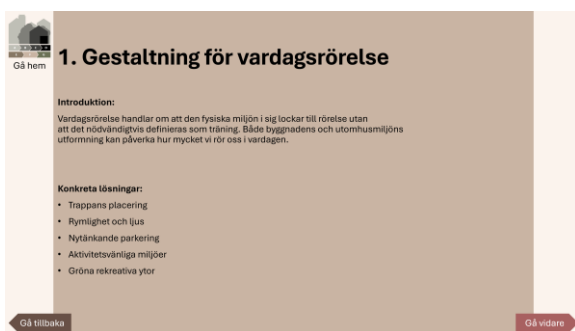 Gå hem
1. Gestaltning för vardagsrörelse
Introduktion:
Vardagsrörelse handlar om att den fysiska miljön i sig lockar till rörelse utan
att det nödvändigtvis definieras som träning. Både byggnadens och utomhusmiljöns
utformning kan påverka hur mycket vi rör oss i vardagen.
Konkreta lösningar:
• Trappans placering
• Rymlighet och ljus
• Nytänkande parkering
• Aktivitetsvänliga miljöer
• Gröna rekreativa ytor
Gå tillbaka
Gå vidare